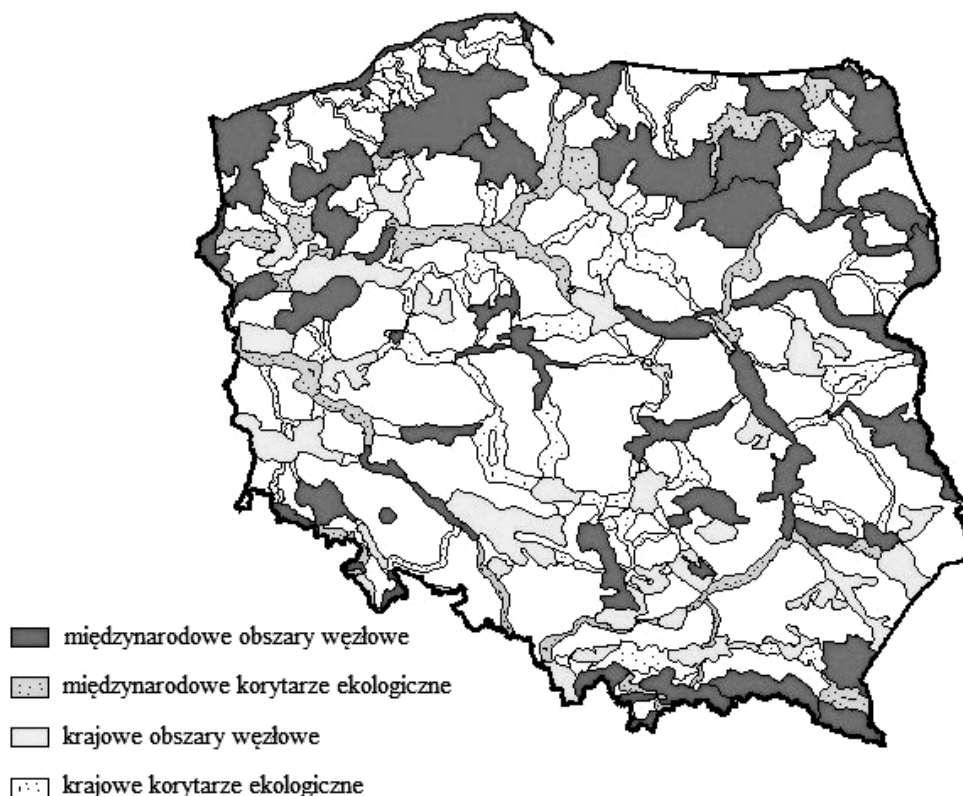 międzynarodowe obszary węzłowe
międzynarodowe korytarze ekologiczne
krajowe obszary węzłowe
krajowe korytarze ekologiczne